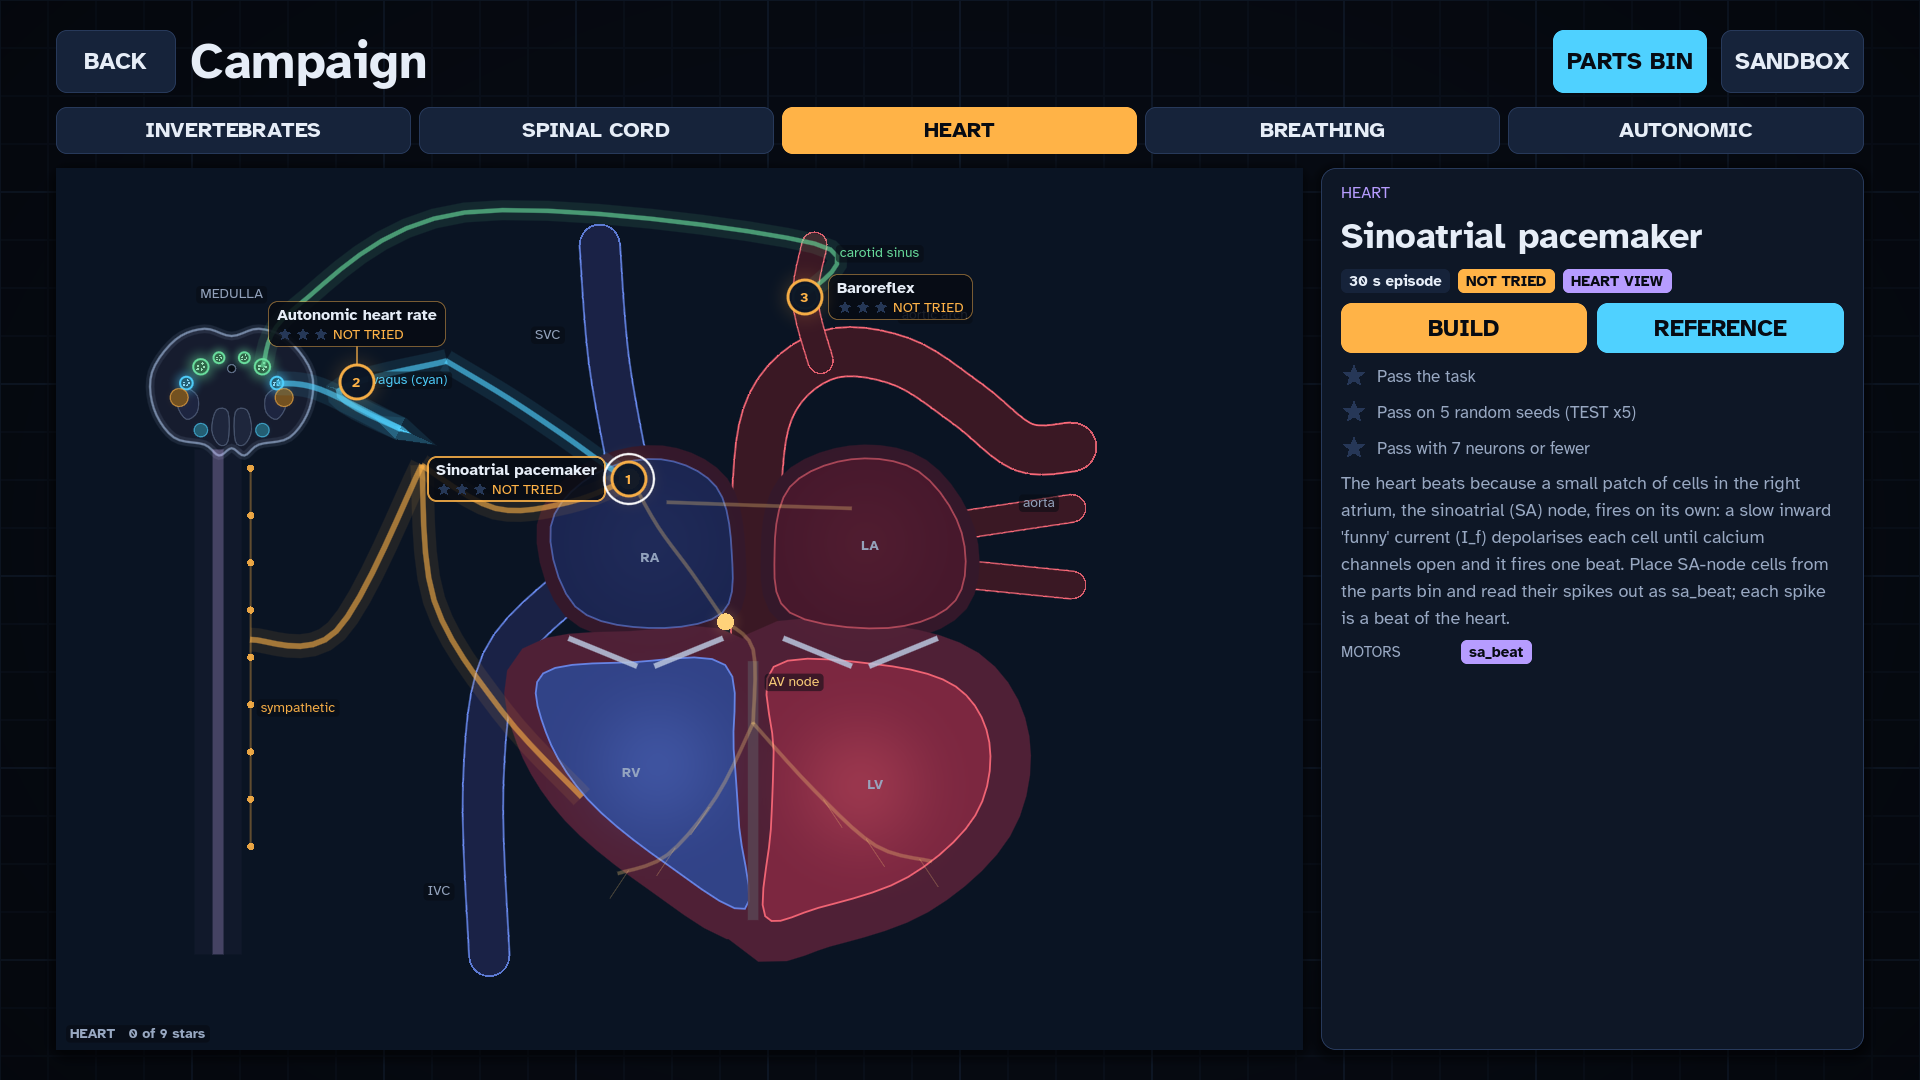 BACK
Campaign
PARTS BIN
SANDBOX
INVERTEBRATES
SPINAL CORD
HEART
BREATHING
AUTONOMIC
carotid sinus
MEDULLA
Baroreflex
3
NOT TRIED
Autonomic heart rate
NOT TRIED
SVC
2
vagus (cyan)
Sinoatrial pacemaker
NOT TRIED
1
aorta
RA
LA
AV node
sympathetic
RV
LV
IVC
HEART 0 of 9 stars
HEART
Sinoatrial pacemaker
30 s episode
NOT TRIED
HEART VIEW
BUILD
REFERENCE
Pass the task
Pass on 5 random seeds (TEST x5)
Pass with 7 neurons or fewer
The heart beats because a small patch of cells in the right
atrium, the sinoatrial (SA) node, fires on its own: a slow inward
'funny' current (I_f) depolarises each cell until calcium
channels open and it fires one beat. Place SA-node cells from
the parts bin and read their spikes out as sa_beat; each spike
is a beat of the heart.
MOTORS
sa_beat